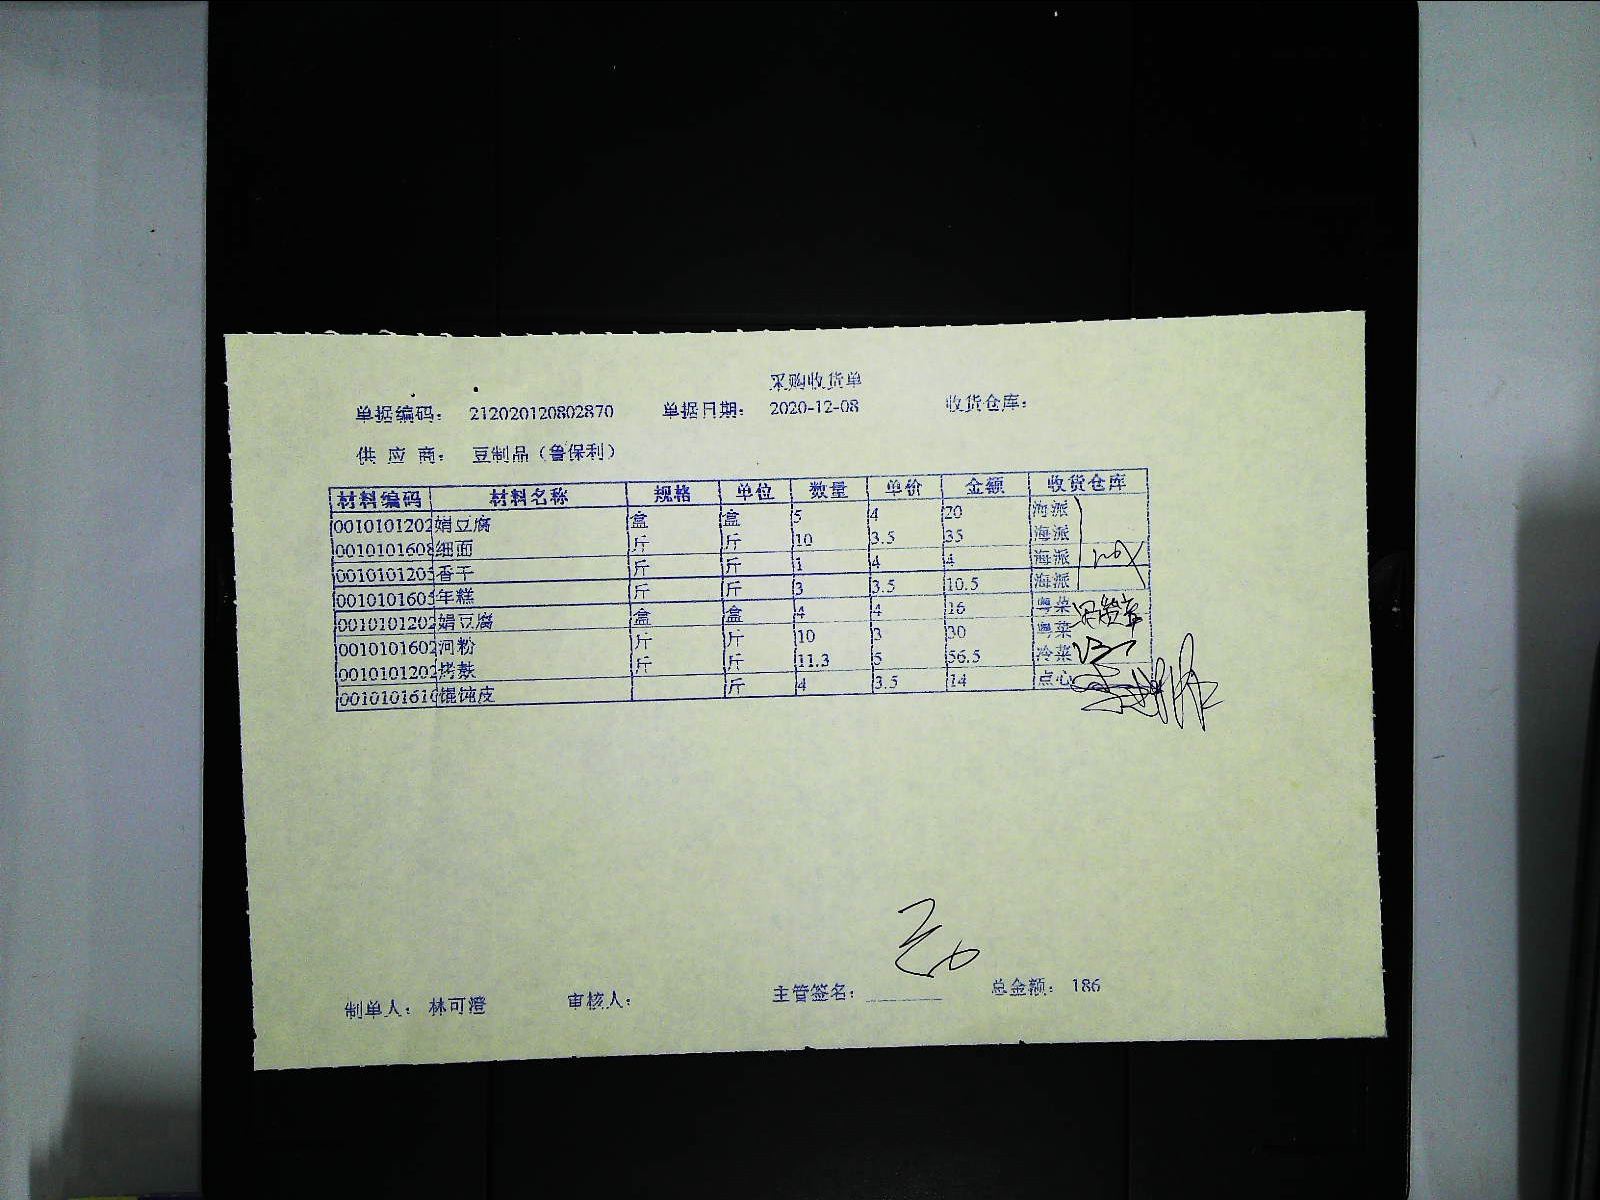 采购收货单
单据编码： 212020120802870 单据日期： 2020-12-08 收货仓库：
供 应 商： 豆制品（鲁保利）
材料编码 材料名称 规格 单位 数量 单价 金额 收货仓库
0010101202 娟豆腐 盒 盒 5 4 20 海派
0010101608 细面 斤 斤 10 3.5 35 海派
001010120 香干 斤 斤 1 4 4 海派
001010160 年糕 斤 斤 3 3.5 10.5 海派
0010101202 娟豆腐 盒 盒 4 4 16 粤菜
0010101602 河粉 斤 斤 10 3 30 粤菜
0010101202 烤麸 斤 斤 11.3 5 56.5 冷菜
0010101610 馄饨皮 斤 4 3.5 14 点心
制单人： 林可澄 审核人： 主管签名： 总金额： 186